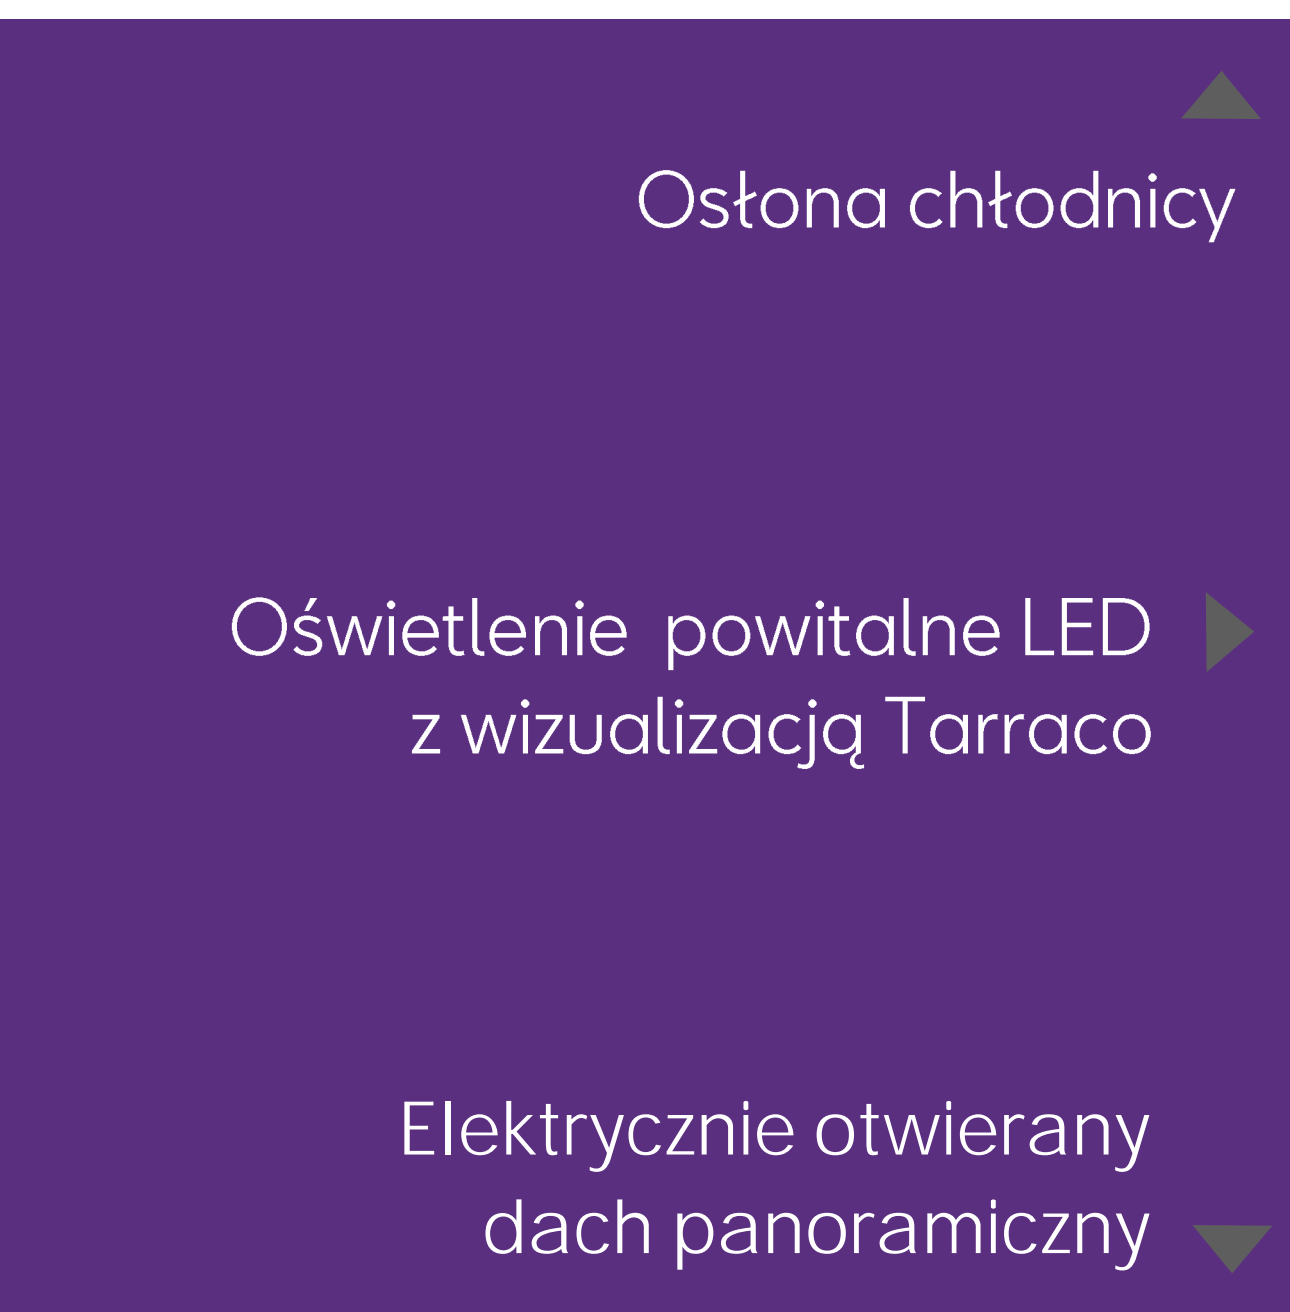 Osłona chłodnicy
Oświetlenie powitalne LED
z wizualizacją Tarraco
Elektrycznie otwierany
dach panoramiczny